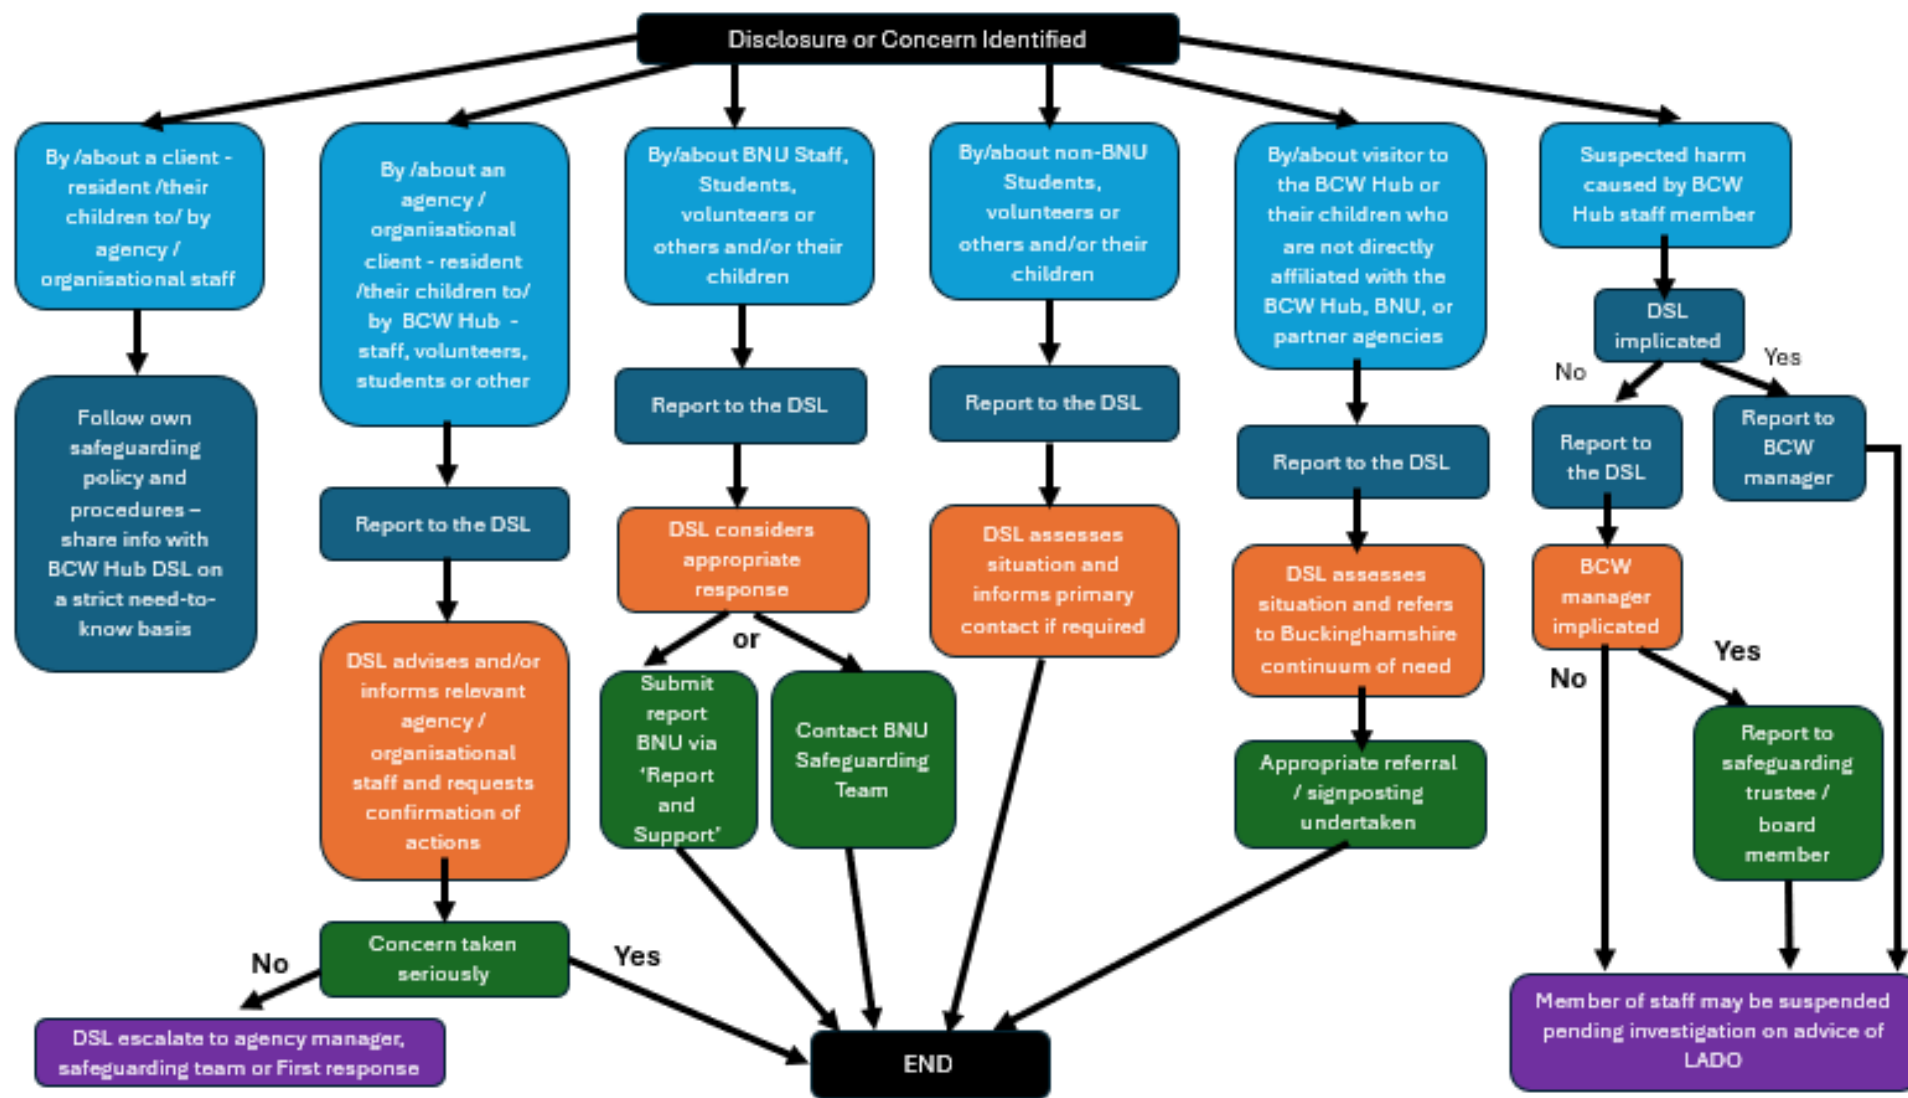 Disclosure or Concern Identified
By /about a client -
resident /their
children to/ by
agency /
organisational staff
Follow own
safeguarding
policy and
procedures –
share info with
BCW Hub DSL on
a strict need-to-
know basis
By /about an
agency /
organisational
client - resident
/their children to/
by BCW Hub -
staff, volunteers,
students or other
Report to the DSL
DSL advises and/or
informs relevant
agency /
organisational
staff and requests
confirmation of
actions
Concern taken
seriously
No
Yes
DSL escalate to agency manager,
safeguarding team or First response
By/about BNU Staff,
Students,
volunteers or
others and/or their
children
Report to the DSL
DSL considers
appropriate
response
or
Submit
report
BNU via
‘Report
and
Support’
Contact BNU
Safeguarding
Team
By/about non-BNU
Students,
volunteers or
others and/or their
children
Report to the DSL
DSL assesses
situation and
informs primary
contact if required
By/about visitor to
the BCW Hub or
their children who
are not directly
affiliated with the
BCW Hub, BNU, or
partner agencies
Report to the DSL
DSL assesses
situation and refers
to Buckinghamshire
continuum of need
Appropriate referral
/ signposting
undertaken
END
Suspected harm
caused by BCW
Hub staff member
DSL
implicated
No
Yes
Report to
the DSL
Report to
BCW
manager
BCW
manager
implicated
No
Yes
Report to
safeguarding
trustee /
board
member
Member of staff may be suspended
pending investigation on advice of
LADO